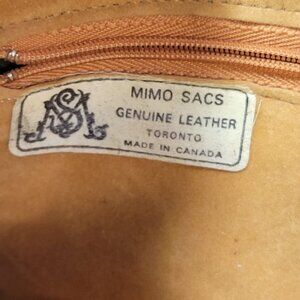 MIMO SACS
GENUINE LEATHER
TORONTO
MADE IN CANADA